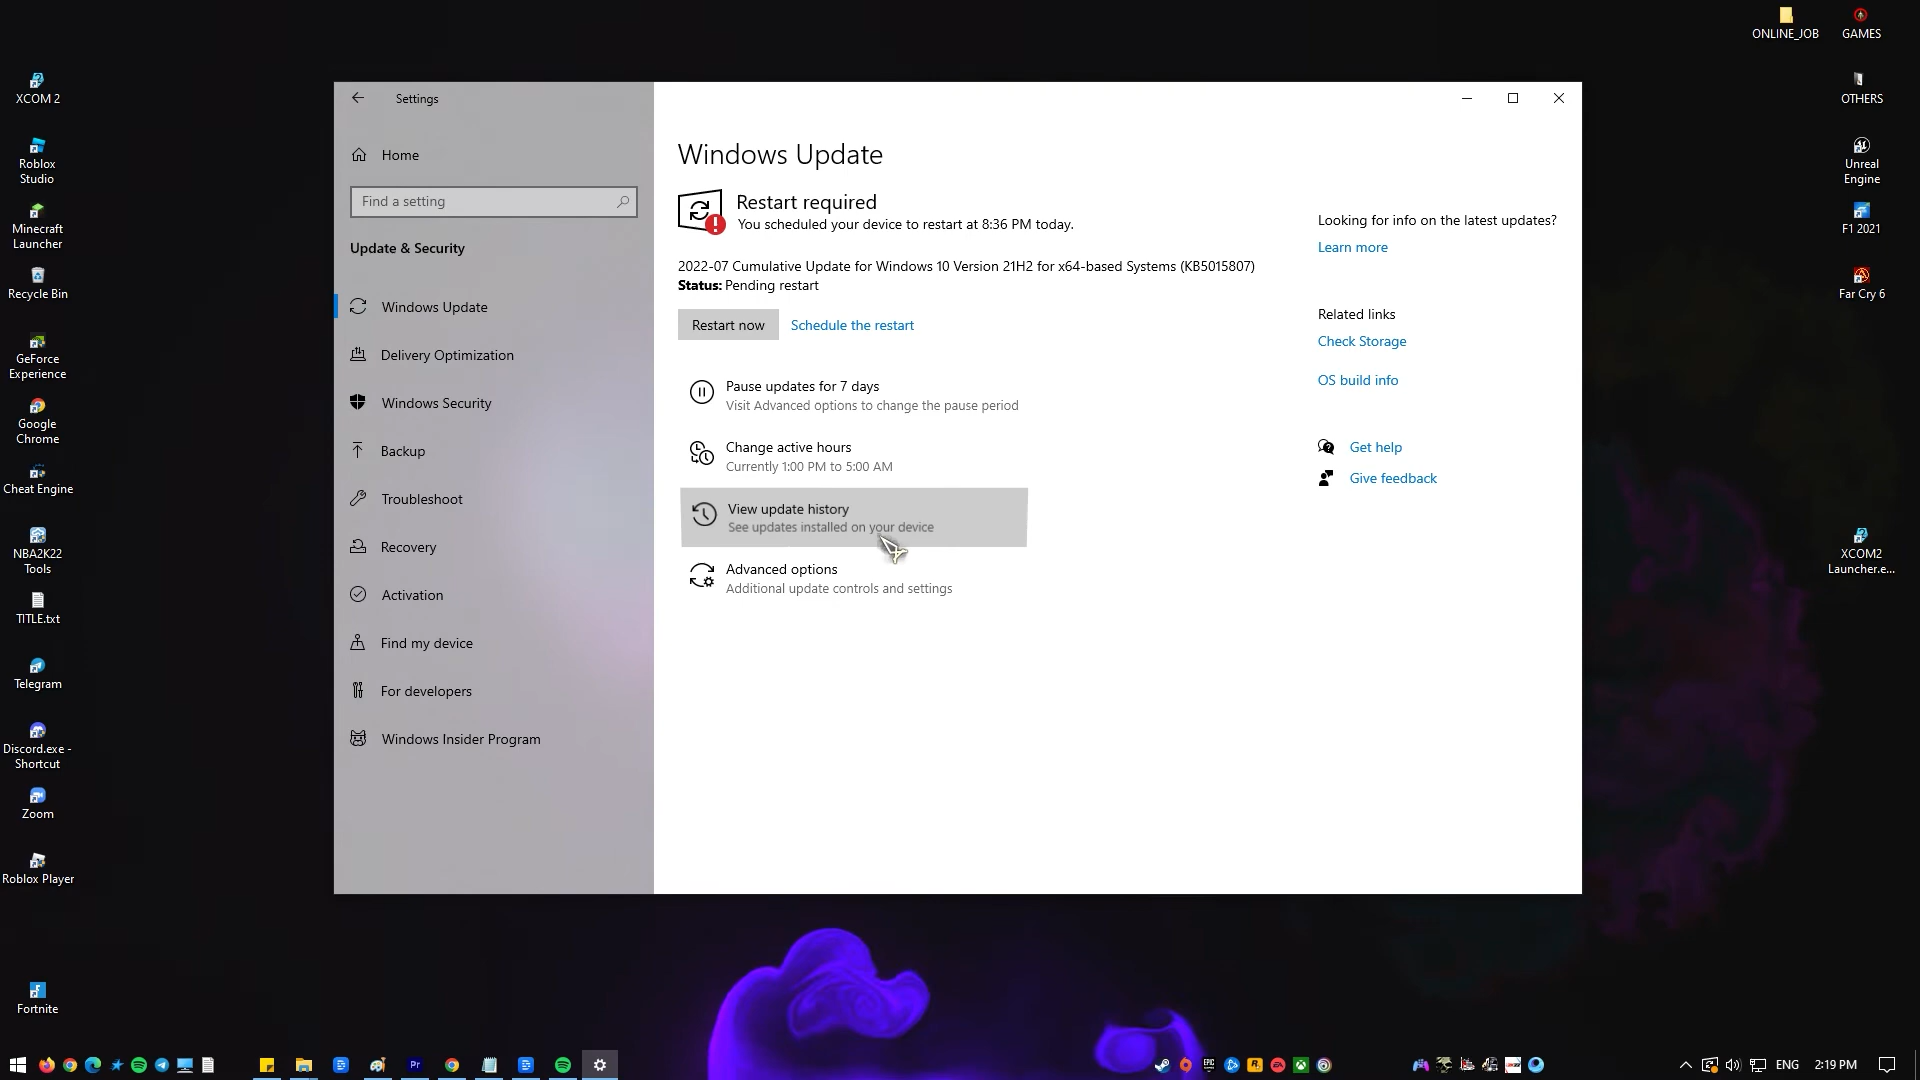 ONLINE_JOB
GAMES
XCOM 2
OTHERS
Roblox
Studio
Unreal
Engine
Minecraft
Launcher
F1 2021
Recycle Bin
Far Cry 6
GeForce
Experience
Google
Chrome
Cheat Engine
NBA2K22
Tools
XCOM2
Launcher.e...
TITLE.txt
Telegram
Discord.exe -
Shortcut
Zoom
Roblox Player
Fortnite
Settings
Home
Find a setting
Update & Security
Windows Update
Delivery Optimization
Windows Security
Backup
Troubleshoot
Recovery
Activation
Find my device
For developers
Windows Insider Program
Windows Update
Restart required
You scheduled your device to restart at 8:36 PM today.
2022-07 Cumulative Update for Windows 10 Version 21H2 for x64-based Systems (KB5015807)
Status: Pending restart
Restart now
Schedule the restart
Pause updates for 7 days
Visit Advanced options to change the pause period
Change active hours
Currently 1:00 PM to 5:00 AM
View update history
See updates installed on your device
Advanced options
Additional update controls and settings
Looking for info on the latest updates?
Learn more
Related links
Check Storage
OS build info
Get help
Give feedback
Pr
EPIC
EA
ENG
2:19 PM